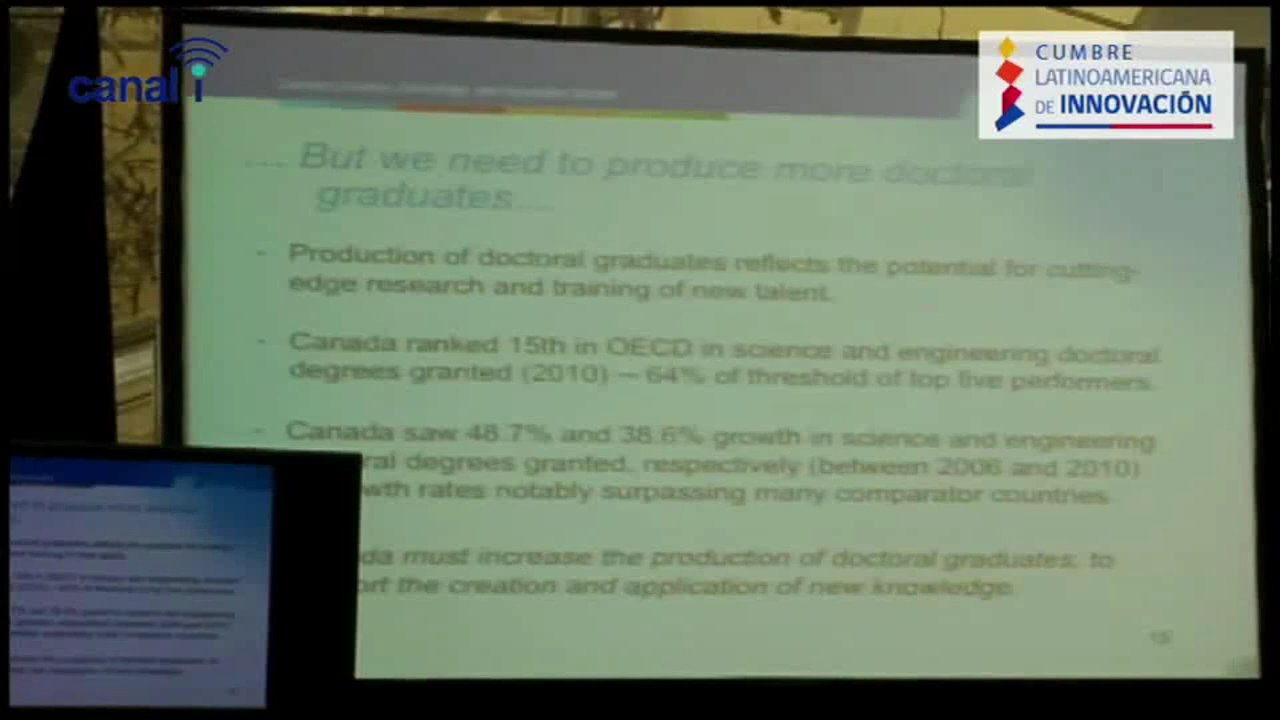 canal i
CUMBRE
LATINOAMERICANA
DE INNOVACIÓN
.... But we need to produce more doctoral
graduates....
- Production of doctoral graduates reflects the potential for cutting-
edge research and training of new talent.
- Canada ranked 15th in OECD in science and engineering doctoral
degrees granted (2010) – 64% of threshold of top five performers.
- Canada saw 48.7% and 38.6% growth in science and engineering
ral degrees granted, respectively (between 2006 and 2010)
wth rates notably surpassing many comparator countries
da must increase the production of doctoral graduates, to
ort the creation and application of new knowledge.